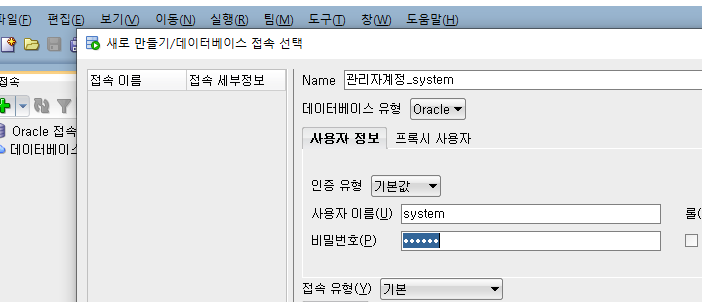 파일(F) 편집(E) 보기(V) 이동(N) 실행(R) 팀(M) 도구(T) 창(W) 도움말(H)
새로 만들기/데이터베이스 접속 선택
접속
접속 이름 접속 세부정보
Name 관리자계정_system
데이터베이스 유형 Oracle
Oracle 접속
데이터베이스
사용자 정보 프록시 사용자
인증 유형 기본값
사용자 이름(U) system
롤(
비밀번호(P) ••••••
접속 유형(Y) 기본